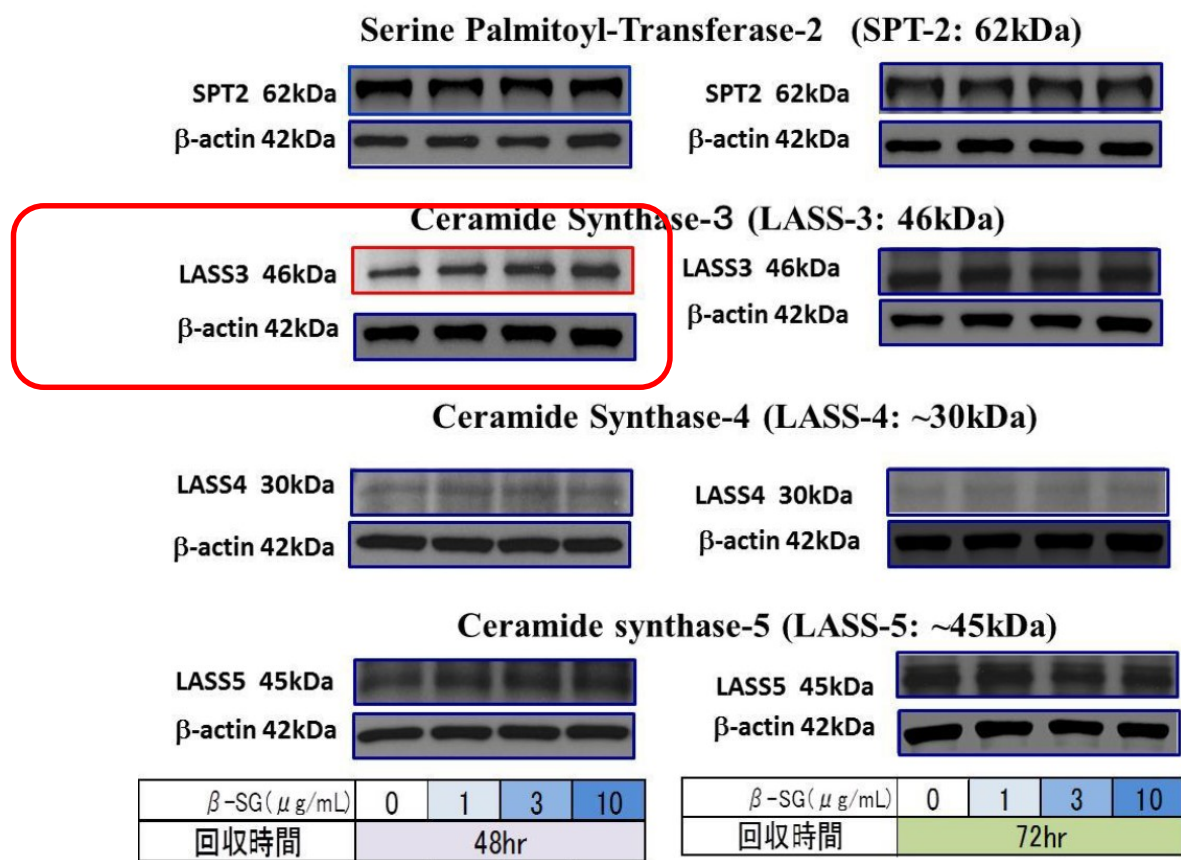 Serine Palmitoyl-Transferase-2 (SPT-2: 62kDa)
SPT2 62kDa
β-actin 42kDa
SPT2 62kDa
β-actin 42kDa
Ceramide Synthase-3 (LASS-3: 46kDa)
LASS3 46kDa
β-actin 42kDa
LASS3 46kDa
β-actin 42kDa
Ceramide Synthase-4 (LASS-4: ~30kDa)
LASS4 30kDa
β-actin 42kDa
LASS4 30kDa
β-actin 42kDa
Ceramide synthase-5 (LASS-5: ~45kDa)
LASS5 45kDa
β-actin 42kDa
LASS5 45kDa
β-actin 42kDa
β-SG(μg/mL) 0 1 3 10
回収時間 48hr
β-SG(μg/mL) 0 1 3 10
回収時間 72hr